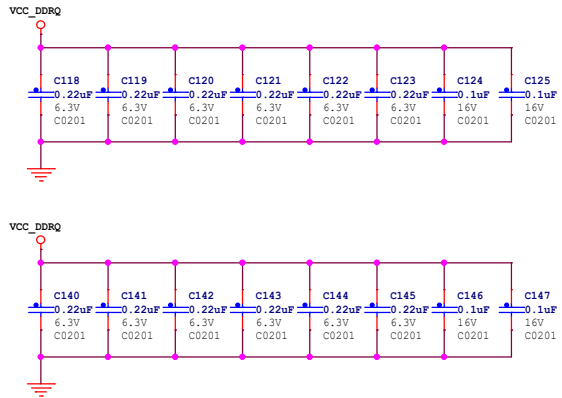 VCC_DDRQ
C118 C119 C120 C121 C122 C123 C124 C125
0.22uF 0.22uF 0.22uF 0.22uF 0.22uF 0.22uF 0.1uF 0.1uF
6.3V 6.3V 6.3V 6.3V 6.3V 6.3V 16V 16V
C0201 C0201 C0201 C0201 C0201 C0201 C0201 C0201
VCC_DDRQ
C140 C141 C142 C143 C144 C145 C146 C147
0.22uF 0.22uF 0.22uF 0.22uF 0.22uF 0.22uF 0.1uF 0.1uF
6.3V 6.3V 6.3V 6.3V 6.3V 6.3V 16V 16V
C0201 C0201 C0201 C0201 C0201 C0201 C0201 C0201